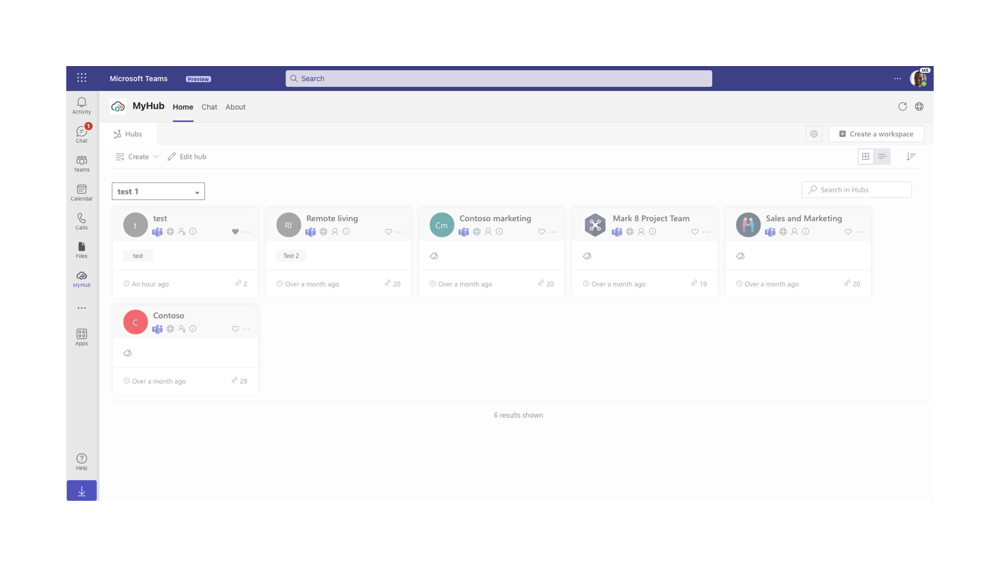 Microsoft Teams Preview Search MS
MyHub Home Chat About
Activity
1
Chat
Teams
Calendar
Calls
Files
MyHub
Apps
Help
Hubs Create a workspace
Create Edit hub
test 1 Search in Hubs
t test
test
An hour ago 2
Rl Remote living
Test 2
Over a month ago 20
Cm Contoso marketing
Over a month ago 20
Mark 8 Project Team
Over a month ago 19
Sales and Marketing
Over a month ago 20
C Contoso
Over a month ago 29
6 results shown